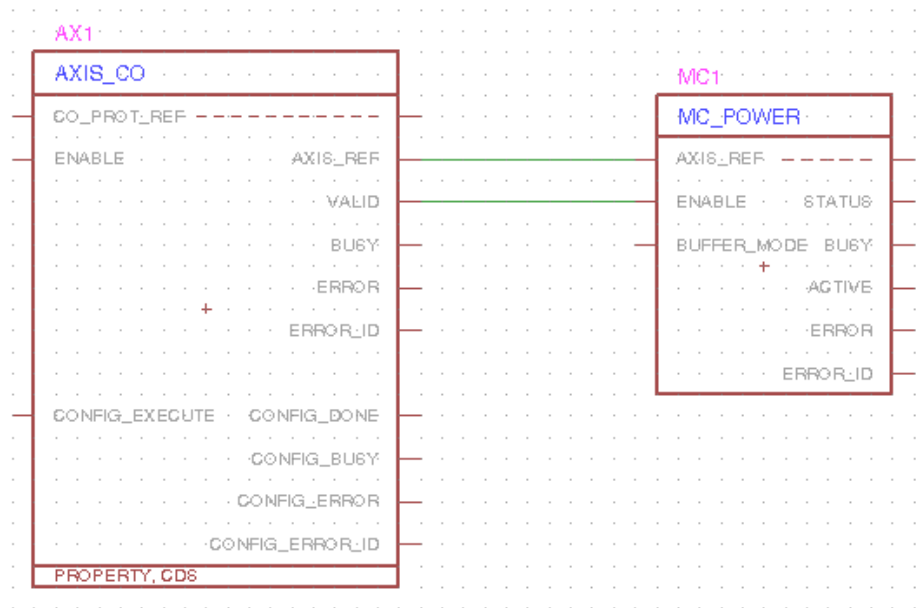 AX1
AXIS_CO
CO_PROT_REF
ENABLE AXIS_REF
VALID
BUSY
ERROR
ERROR_ID
CONFIG_EXECUTE CONFIG_DONE
CONFIG_BUSY
CONFIG_ERROR
CONFIG_ERROR_ID
PROPERTY, CDS
MC1
MC_POWER
AXIS_REF
ENABLE STATUS
BUFFER_MODE BUSY
ACTIVE
ERROR
ERROR_ID